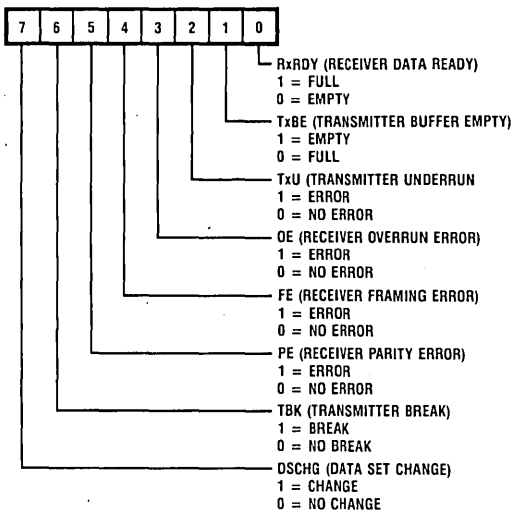 7 6 5 4 3 2 1 0
RxRDY (RECEIVER DATA READY)
1 = FULL
0 = EMPTY
TxBE (TRANSMITTER BUFFER EMPTY)
1 = EMPTY
0 = FULL
TxU (TRANSMITTER UNDERRUN
1 = ERROR
0 = NO ERROR
OE (RECEIVER OVERRUN ERROR)
1 = ERROR
0 = NO ERROR
FE (RECEIVER FRAMING ERROR)
1 = ERROR
0 = NO ERROR
PE (RECEIVER PARITY ERROR)
1 = ERROR
0 = NO ERROR
TBK (TRANSMITTER BREAK)
1 = BREAK
0 = NO BREAK
DSCHG (DATA SET CHANGE)
1 = CHANGE
0 = NO CHANGE